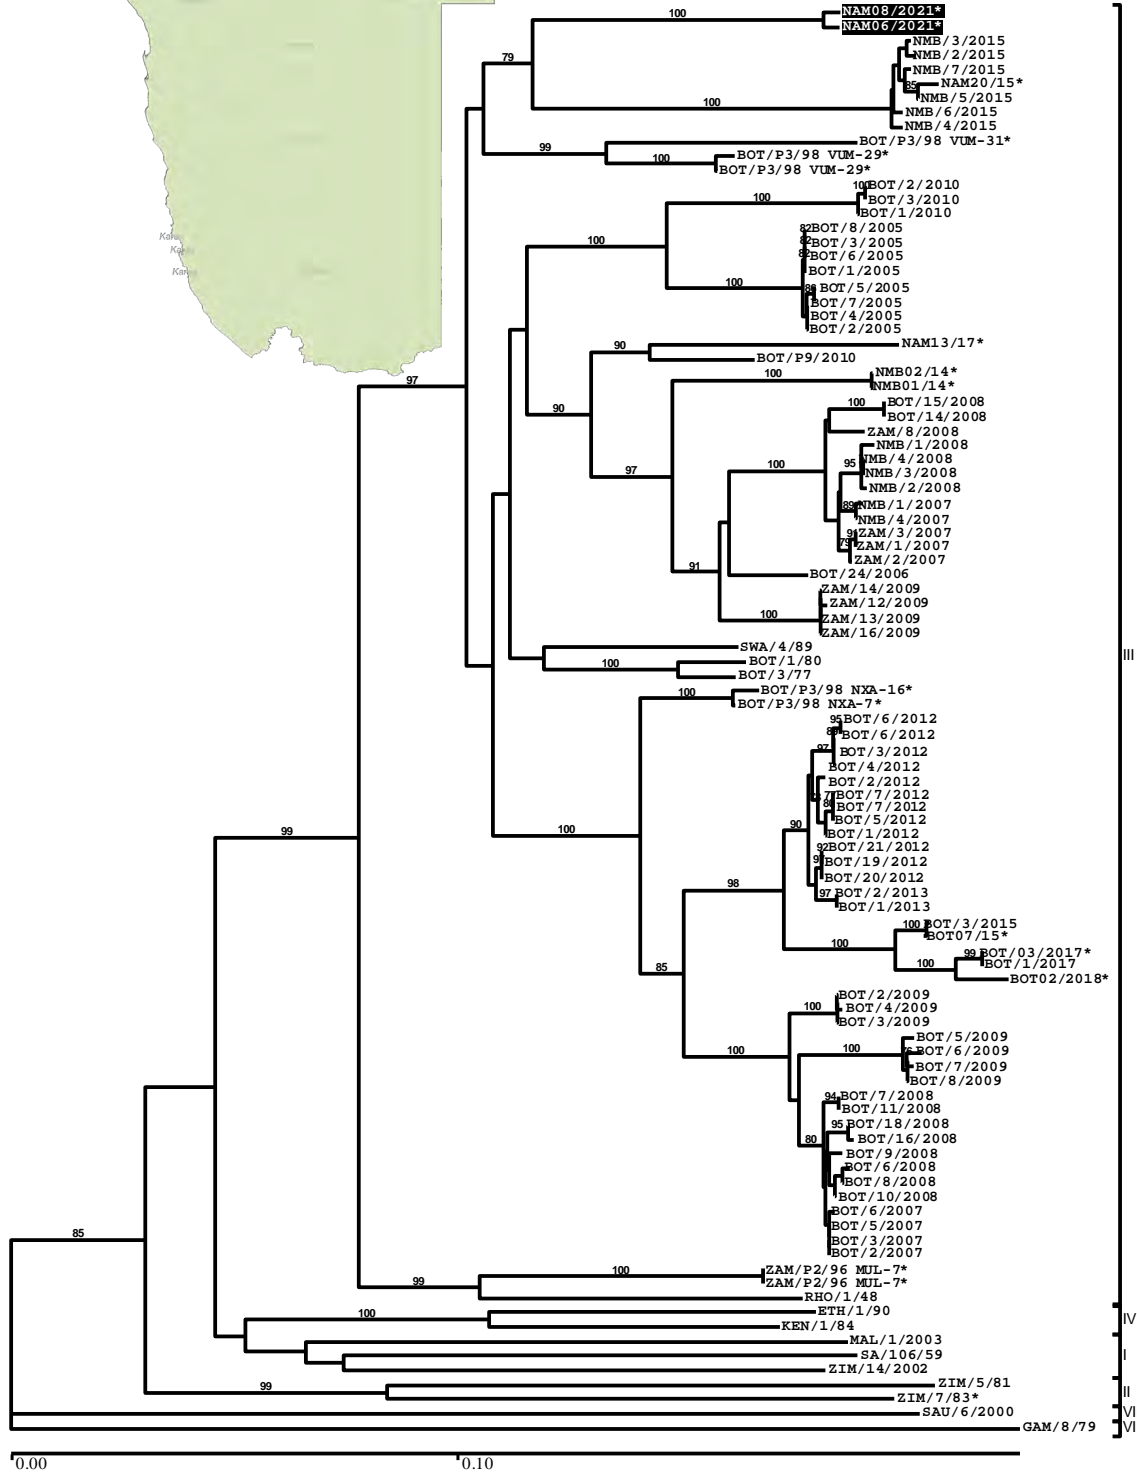 100
NAM08/2021*
NAM06/2021*
79
NMB/3/2015
NMB/2/2015
NMB/7/2015
85
NAM20/15*
NMB/5/2015
100
NMB/6/2015
NMB/4/2015
BOT/P3/98 VUM-31*
99
BOT/P3/98 VUM-29*
100
BOT/P3/98 VUM-29*
100
BOT/2/2010
100
BOT/3/2010
BOT/1/2010
82
BOT/8/2005
100
82
BOT/3/2005
82
BOT/6/2005
BOT/1/2005
100
BOT/5/2005
BOT/7/2005
BOT/4/2005
BOT/2/2005
90
NAM13/17*
BOT/P9/2010
97
100
NMB02/14*
NMB01/14*
100
BOT/15/2008
90
BOT/14/2008
ZAM/8/2008
NMB/1/2008
100
95
NMB/4/2008
97
NMB/3/2008
NMB/2/2008
89
NMB/1/2007
NMB/4/2007
91
ZAM/3/2007
79
ZAM/1/2007
ZAM/2/2007
91
BOT/24/2006
ZAM/14/2009
ZAM/12/2009
100
ZAM/13/2009
ZAM/16/2009
SWA/4/89
III
100
BOT/1/80
BOT/3/77
100
BOT/P3/98 NXA-16*
BOT/P3/98 NXA-7*
95
BOT/6/2012
BOT/6/2012
97
BOT/3/2012
BOT/4/2012
BOT/2/2012
BOT/7/2012
BOT/7/2012
BOT/5/2012
99
100
90
BOT/1/2012
92
BOT/21/2012
BOT/19/2012
BOT/20/2012
98
97
BOT/2/2013
BOT/1/2013
100
BOT/3/2015
BOT07/15*
100
99
BOT/03/2017*
85
100
BOT/1/2017
BOT02/2018*
BOT/2/2009
100
BOT/4/2009
BOT/3/2009
BOT/5/2009
100
100
BOT/6/2009
BOT/7/2009
BOT/8/2009
94
BOT/7/2008
BOT/11/2008
95
BOT/18/2008
80
BOT/16/2008
BOT/9/2008
BOT/6/2008
BOT/8/2008
BOT/10/2008
BOT/6/2007
BOT/5/2007
85
BOT/3/2007
BOT/2/2007
100
ZAM/P2/96 MUL-7*
99
ZAM/P2/96 MUL-7*
RHO/1/48
100
ETH/1/90
IV
KEN/1/84
MAL/1/2003
SA/106/59
I
ZIM/14/2002
99
ZIM/5/81
II
ZIM/7/83*
SAU/6/2000
VI
GAM/8/79
VI
0.00
0.10